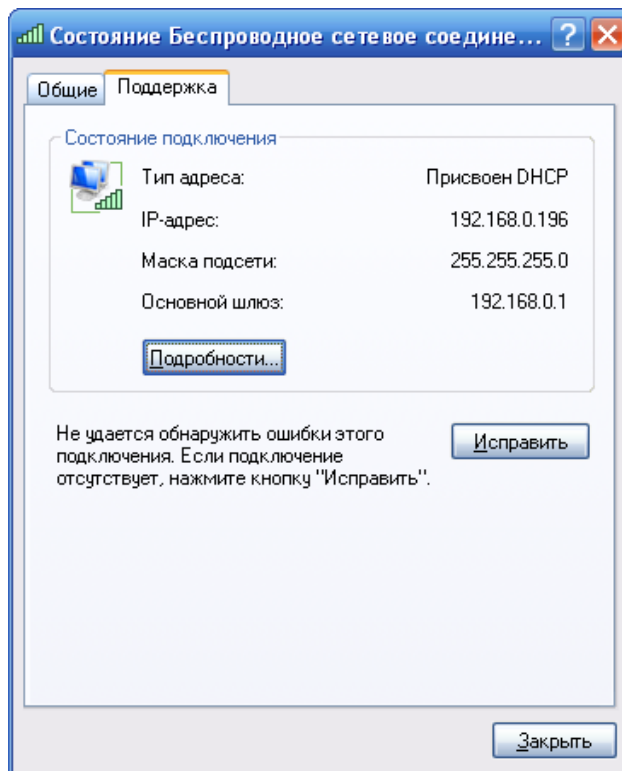 Состояние Беспроводное сетевое соедине...
Общие
Поддержка
Состояние подключения
Тип адреса: Присвоен DHCP
IP-адрес: 192.168.0.196
Маска подсети: 255.255.255.0
Основной шлюз: 192.168.0.1
Подробности...
Не удается обнаружить ошибки этого
подключения. Если подключение
отсутствует, нажмите кнопку "Исправить".
Исправить
Закрыть